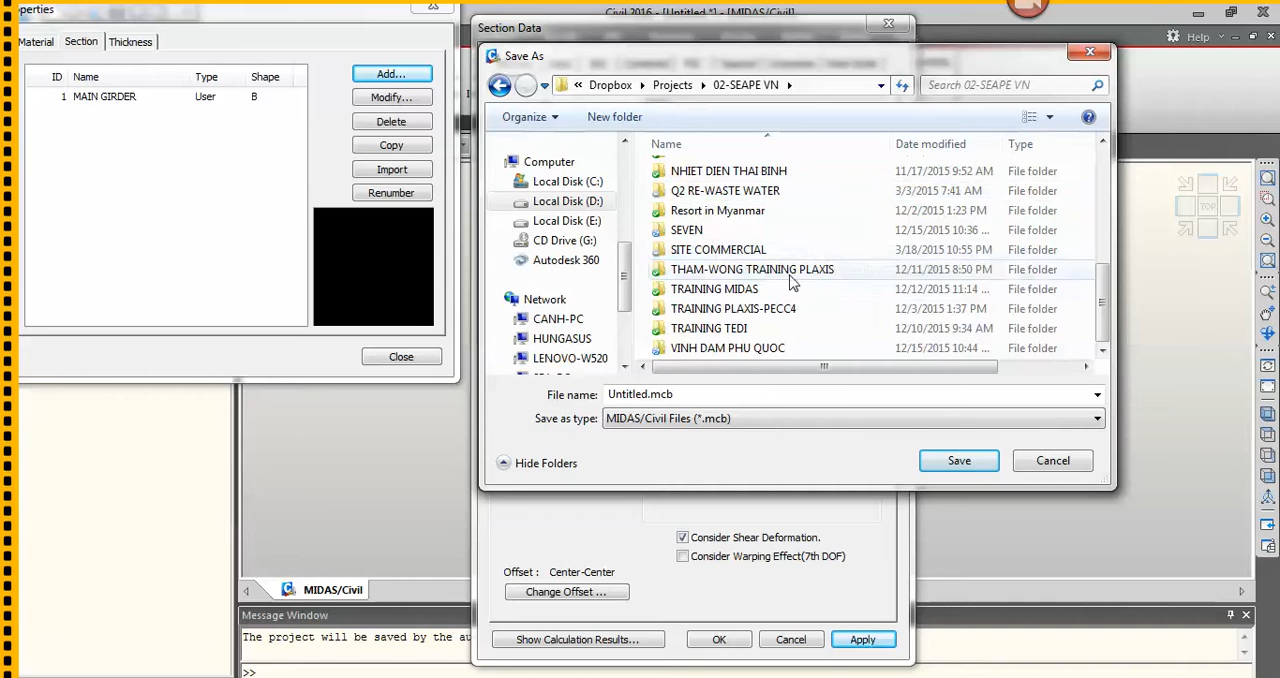 operties
Civil 2016 - [Untitled *] - [MIDAS/Civil]
Help
Material Section Thickness
ID Name Type Shape
1 MAIN GIRDER User B
Add...
Modify...
Delete
Copy
Import
Renumber
Close
Section Data
Save As
« Dropbox Projects 02-SEAPE VN
Search 02-SEAPE VN
Organize New folder
Computer
Local Disk (C:)
Local Disk (D:)
Local Disk (E:)
CD Drive (G:)
Autodesk 360
Network
CANH-PC
HUNGASUS
LENOVO-W520
Name Date modified Type
NHIET DIEN THAI BINH 11/17/2015 9:52 AM File folder
Q2 RE-WASTE WATER 3/3/2015 7:41 AM File folder
Resort in Myanmar 12/2/2015 1:23 PM File folder
SEVEN 12/15/2015 10:36 ... File folder
SITE COMMERCIAL 3/18/2015 10:55 PM File folder
THAM-WONG TRAINING PLAXIS 12/11/2015 8:50 PM File folder
TRAINING MIDAS 12/12/2015 11:14 ... File folder
TRAINING PLAXIS-PECC4 12/3/2015 1:37 PM File folder
TRAINING TEDI 12/10/2015 9:34 AM File folder
VINH DAM PHU QUOC 12/15/2015 10:44 ... File folder
File name: Untitled.mcb
Save as type: MIDAS/Civil Files (*.mcb)
Hide Folders
Save Cancel
TOP
Consider Shear Deformation.
Consider Warping Effect(7th DOF)
Offset : Center-Center
Change Offset ...
Show Calculation Results... OK Cancel Apply
MIDAS/Civil
Message Window
The project will be saved by the au
>>